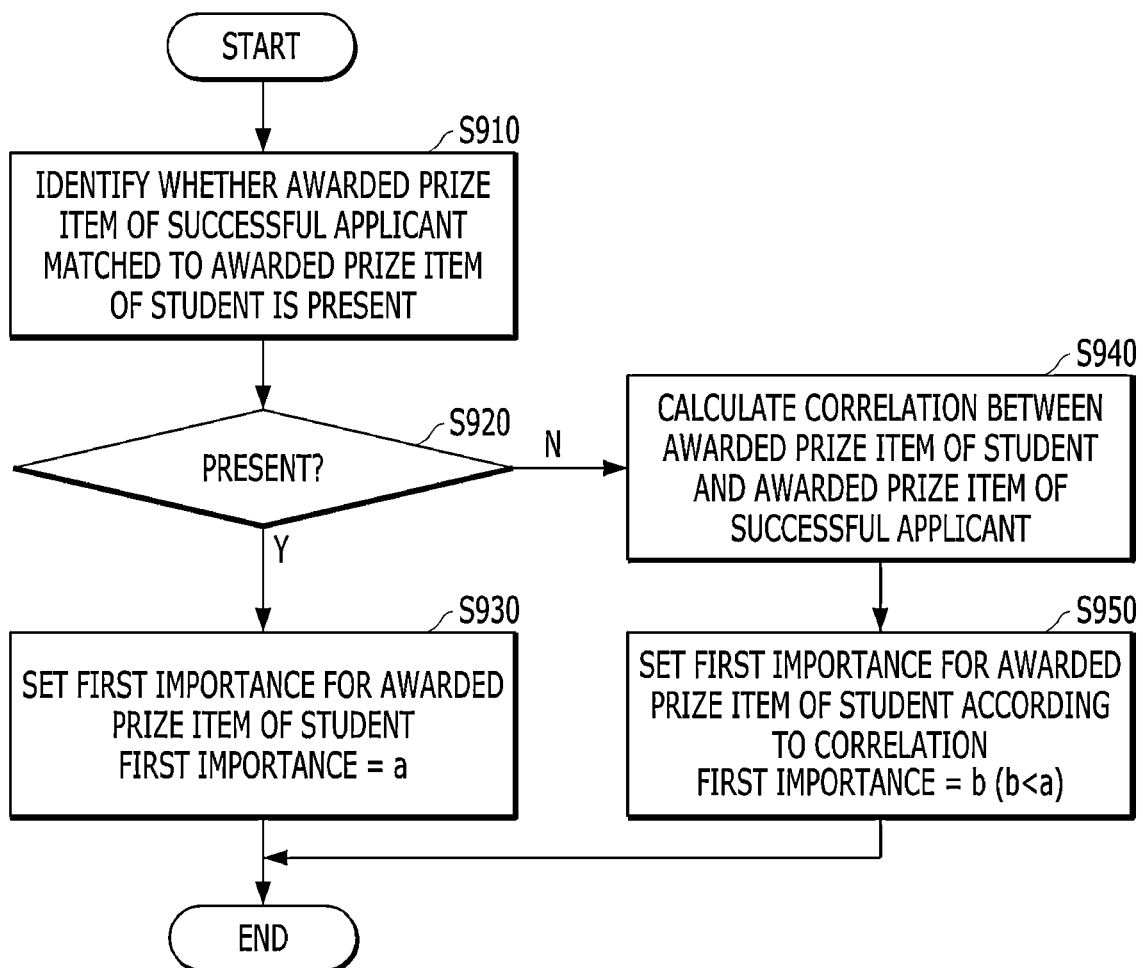 START
S910
IDENTIFY WHETHER AWARDED PRIZE
ITEM OF SUCCESSFUL APPLICANT
MATCHED TO AWARDED PRIZE ITEM
OF STUDENT IS PRESENT
S920
PRESENT?
N
Y
S940
CALCULATE CORRELATION BETWEEN
AWARDED PRIZE ITEM OF STUDENT
AND AWARDED PRIZE ITEM OF
SUCCESSFUL APPLICANT
S930
SET FIRST IMPORTANCE FOR AWARDED
PRIZE ITEM OF STUDENT
FIRST IMPORTANCE = a
S950
SET FIRST IMPORTANCE FOR AWARDED
PRIZE ITEM OF STUDENT ACCORDING
TO CORRELATION
FIRST IMPORTANCE = b (b<a)
END